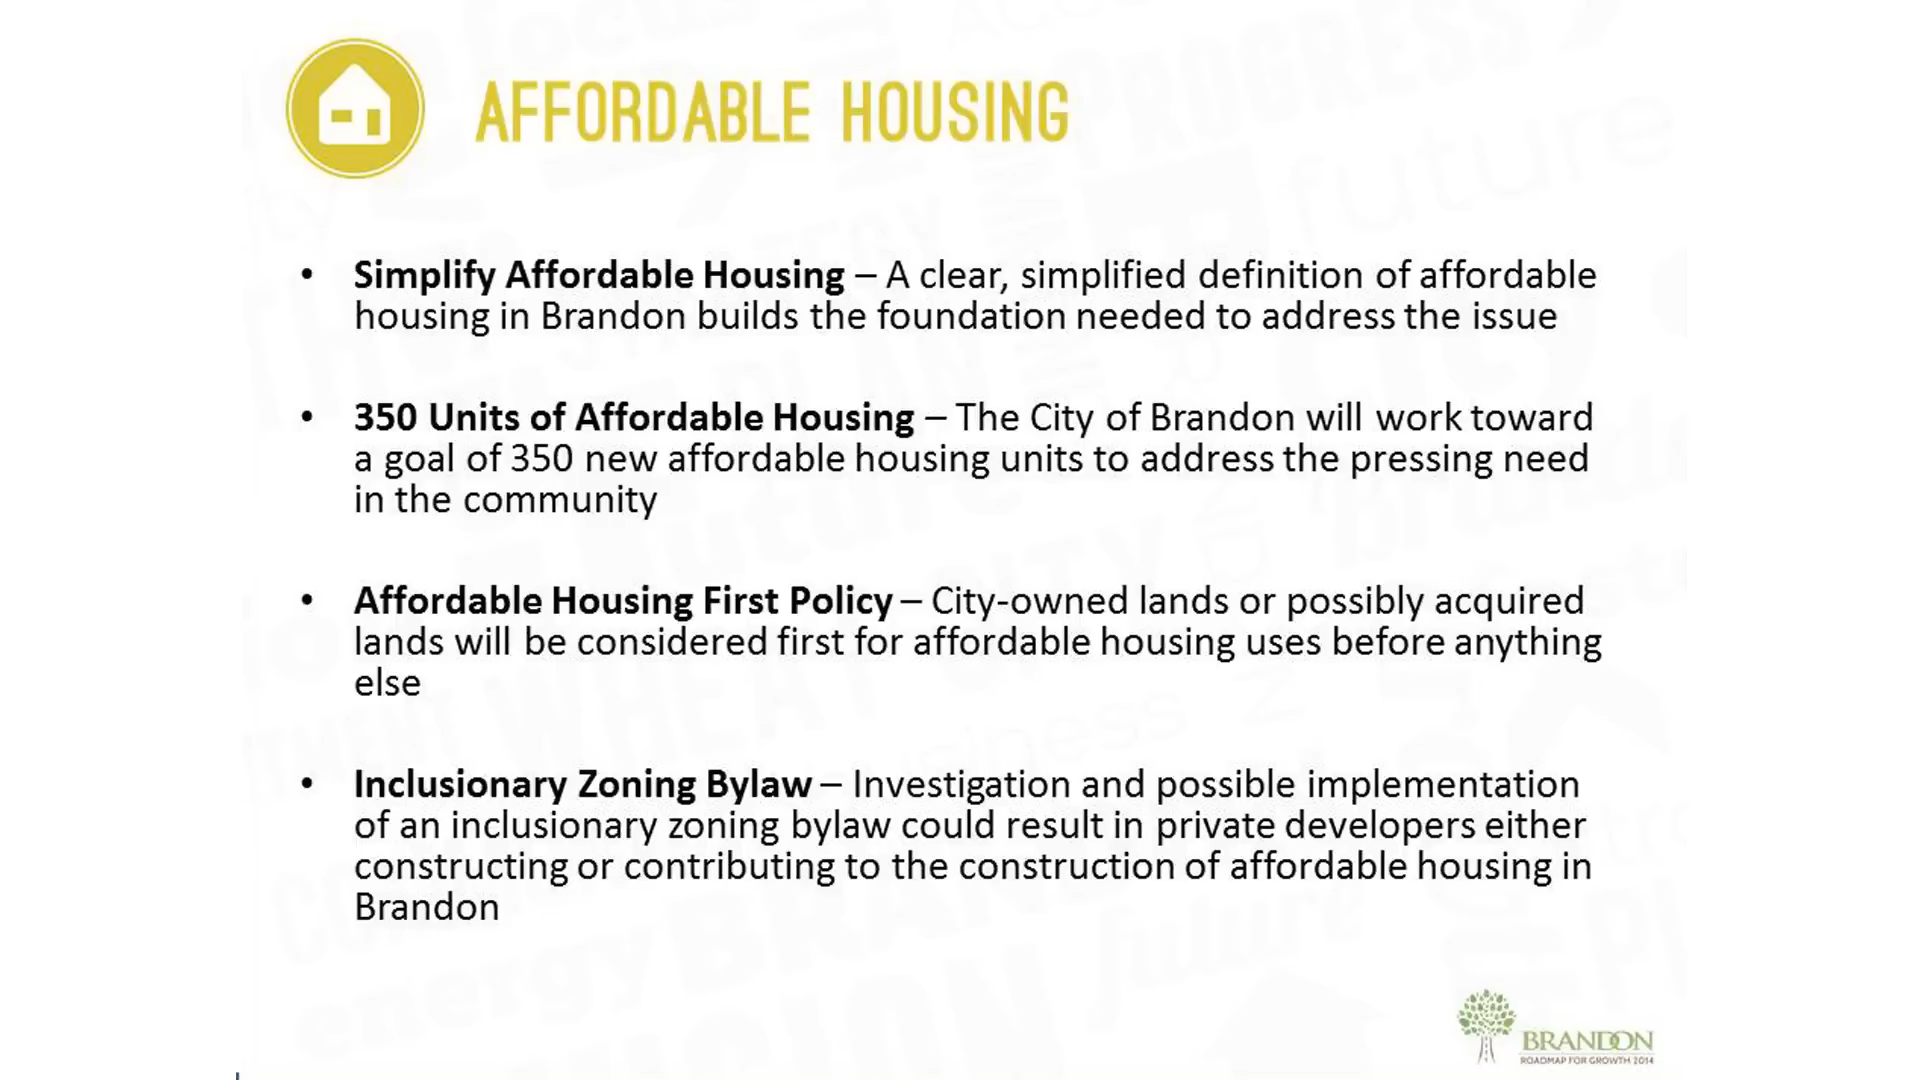 AFFORDABLE HOUSING
• Simplify Affordable Housing – A clear, simplified definition of affordable
housing in Brandon builds the foundation needed to address the issue
• 350 Units of Affordable Housing – The City of Brandon will work toward
a goal of 350 new affordable housing units to address the pressing need
in the community
• Affordable Housing First Policy – City-owned lands or possibly acquired
lands will be considered first for affordable housing uses before anything
else
• Inclusionary Zoning Bylaw – Investigation and possible implementation
of an inclusionary zoning bylaw could result in private developers either
constructing or contributing to the construction of affordable housing in
Brandon
BRANDON
ROADMAP FOR GROWTH 2014